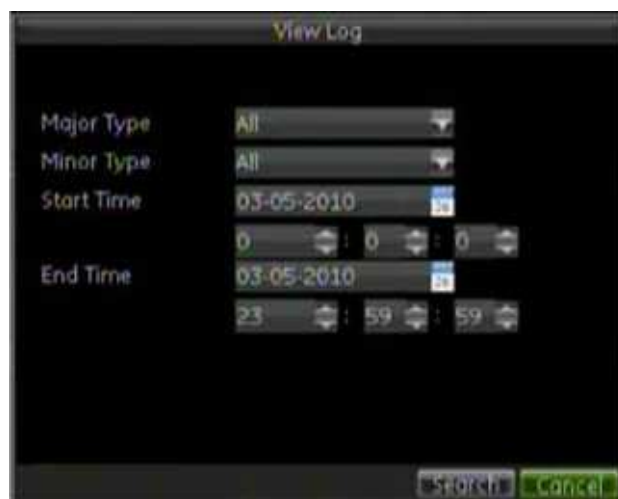 View Log
Major Type All
Minor Type All
Start Time 03-05-2010
0 : 0 : 0
End Time 03-05-2010
23 : 59 : 59
Search Cancel